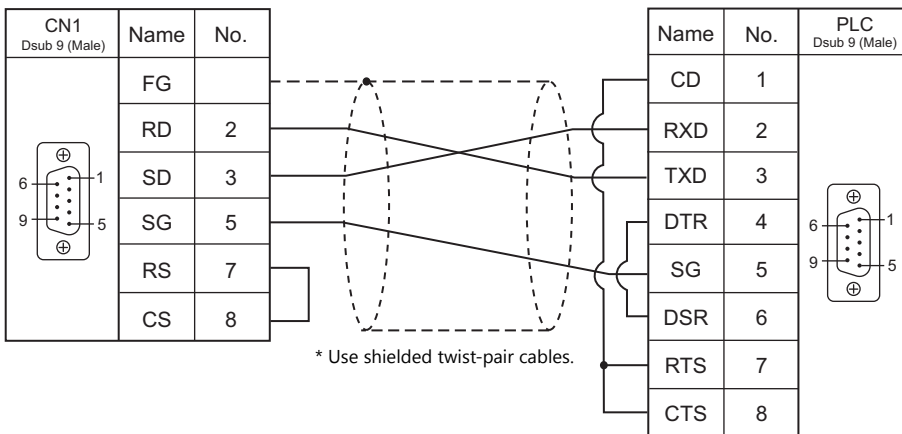 CN1
Dsub 9 (Male)
Name No.
FG
RD 2
SD 3
SG 5
RS 7
CS 8
6 1
9 5
* Use shielded twist-pair cables.
Name No.
PLC
Dsub 9 (Male)
CD 1
RXD 2
TXD 3
DTR 4
SG 5
DSR 6
RTS 7
CTS 8
6 1
9 5